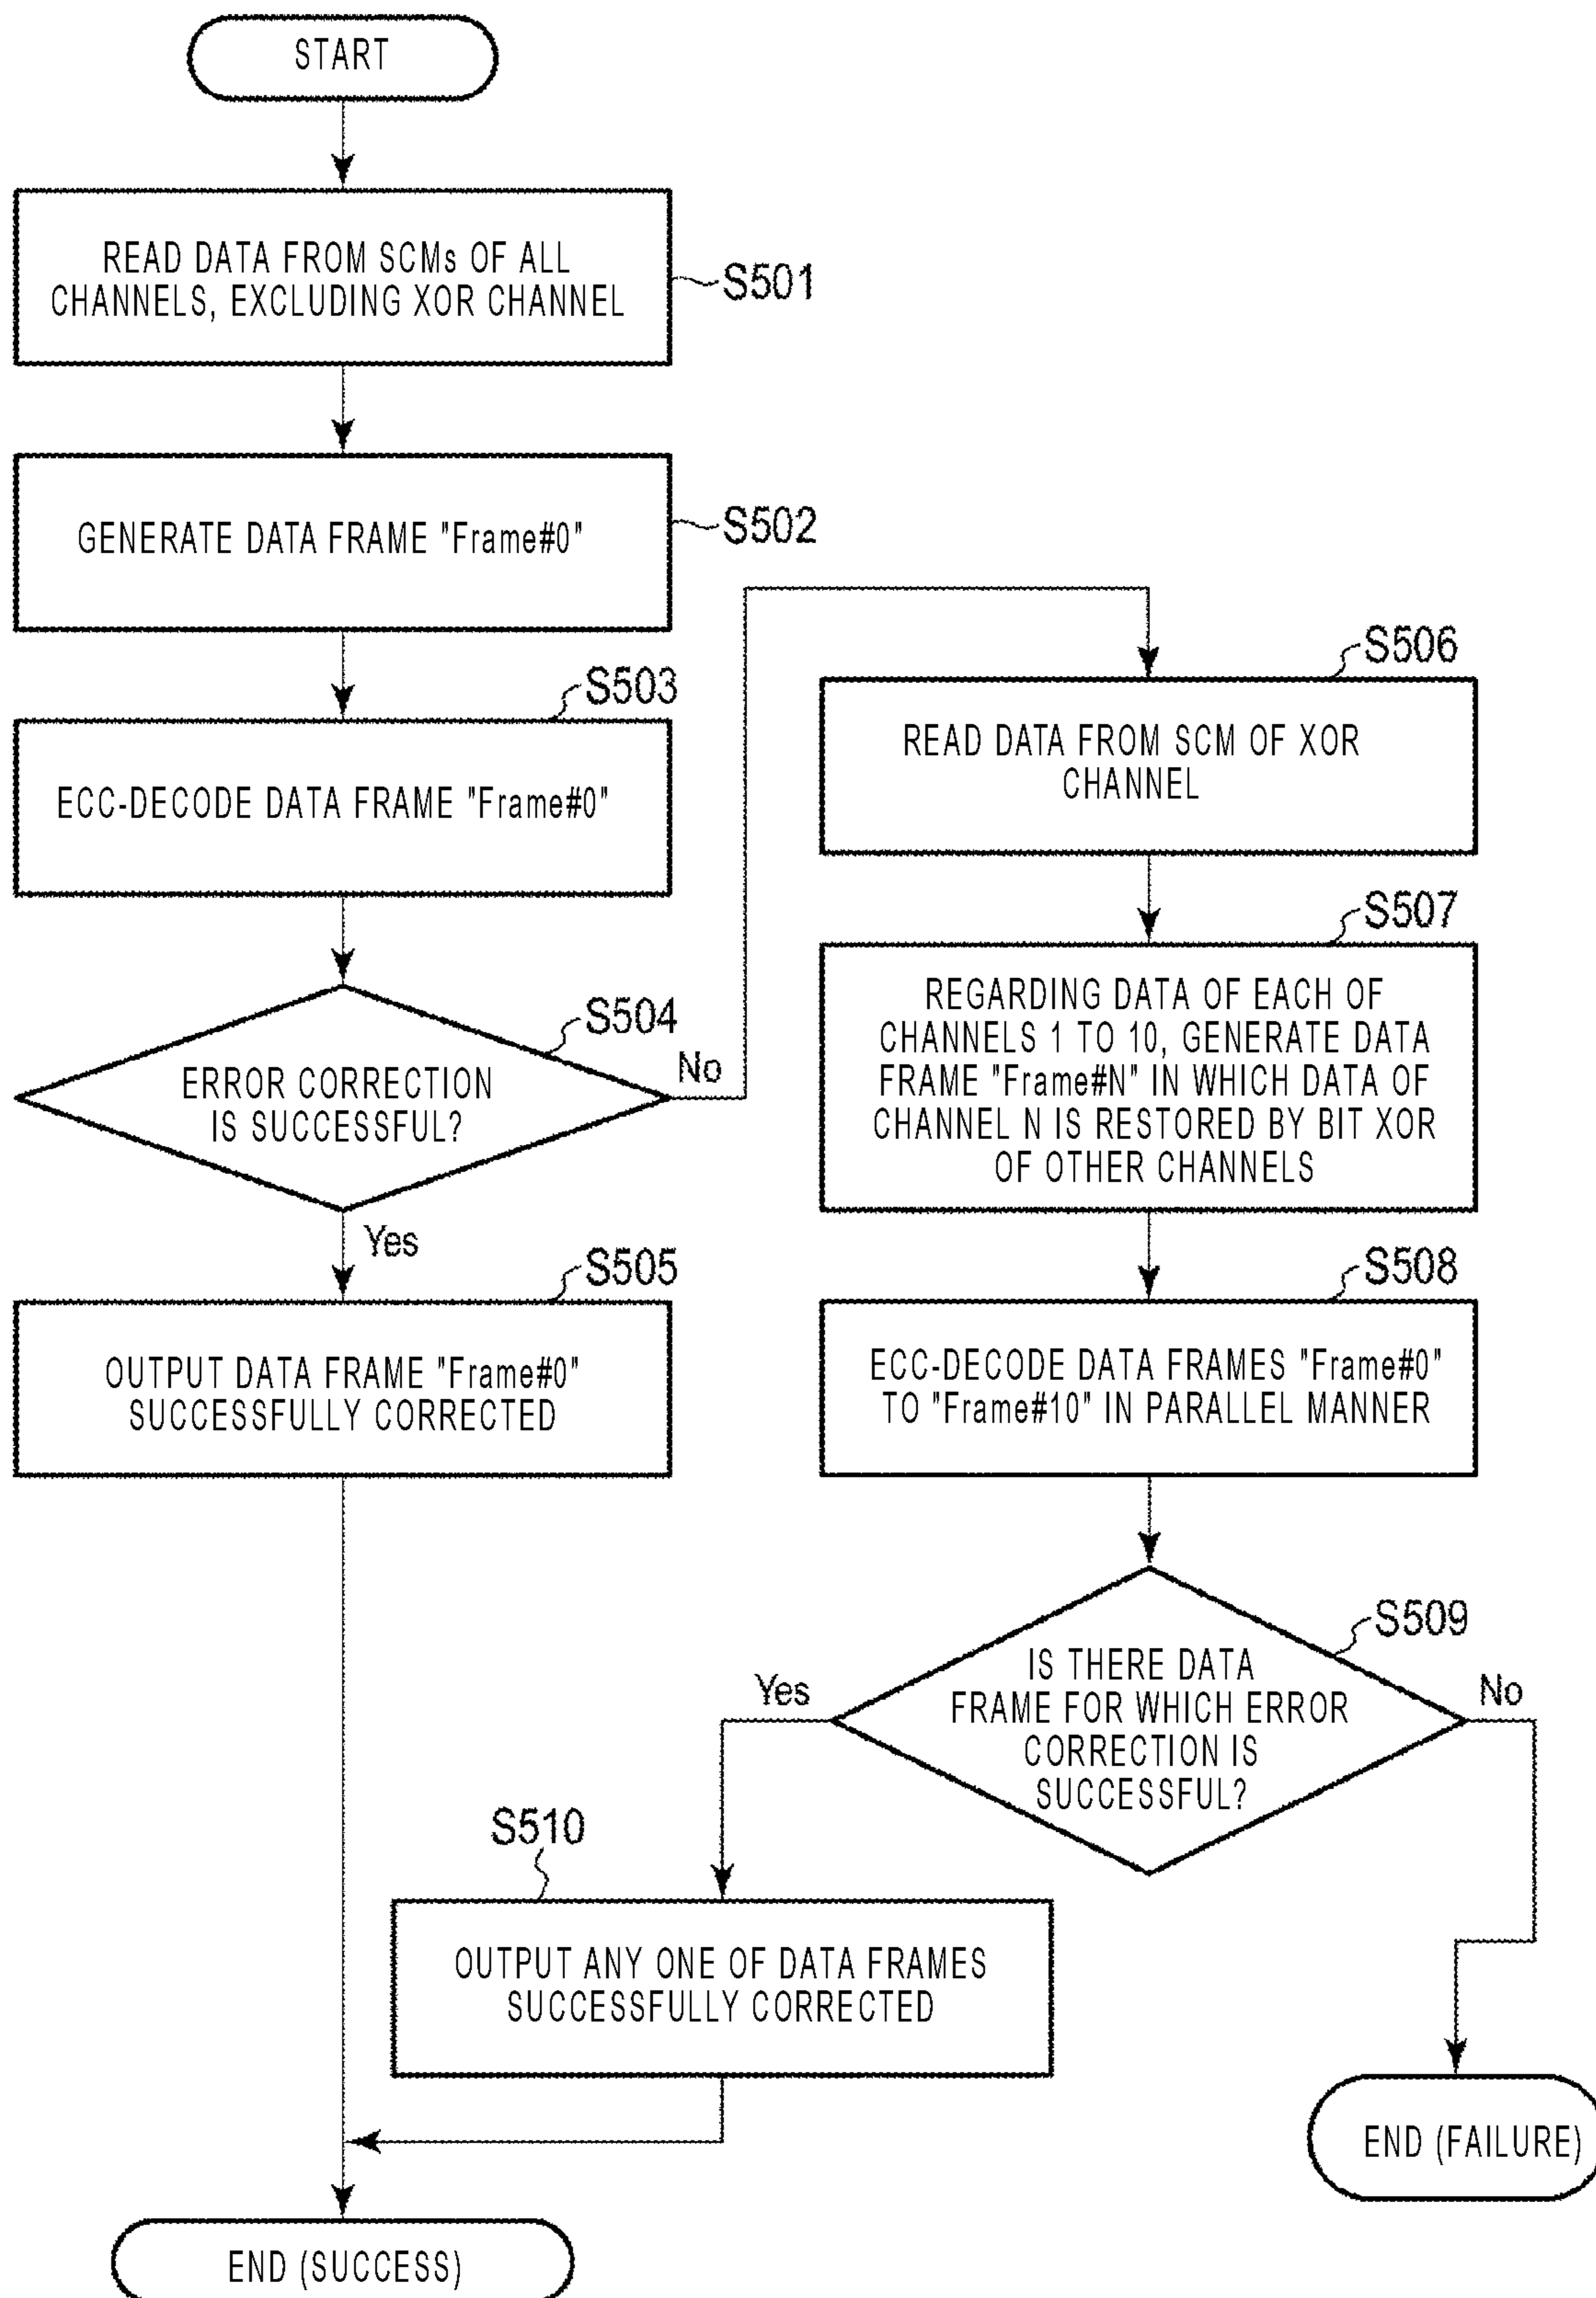 START
READ DATA FROM SCMs OF ALL
CHANNELS, EXCLUDING XOR CHANNEL
S501
GENERATE DATA FRAME "Frame#0"
S502
S503
ECC-DECODE DATA FRAME "Frame#0"
S504
ERROR CORRECTION
IS SUCCESSFUL?
No
Yes
S505
OUTPUT DATA FRAME "Frame#0"
SUCCESSFULLY CORRECTED
S506
READ DATA FROM SCM OF XOR
CHANNEL
S507
REGARDING DATA OF EACH OF
CHANNELS 1 TO 10, GENERATE DATA
FRAME "Frame#N" IN WHICH DATA OF
CHANNEL N IS RESTORED BY BIT XOR
OF OTHER CHANNELS
S508
ECC-DECODE DATA FRAMES "Frame#0"
TO "Frame#10" IN PARALLEL MANNER
S509
IS THERE DATA
FRAME FOR WHICH ERROR
CORRECTION IS
SUCCESSFUL?
Yes
No
S510
OUTPUT ANY ONE OF DATA FRAMES
SUCCESSFULLY CORRECTED
END (FAILURE)
END (SUCCESS)